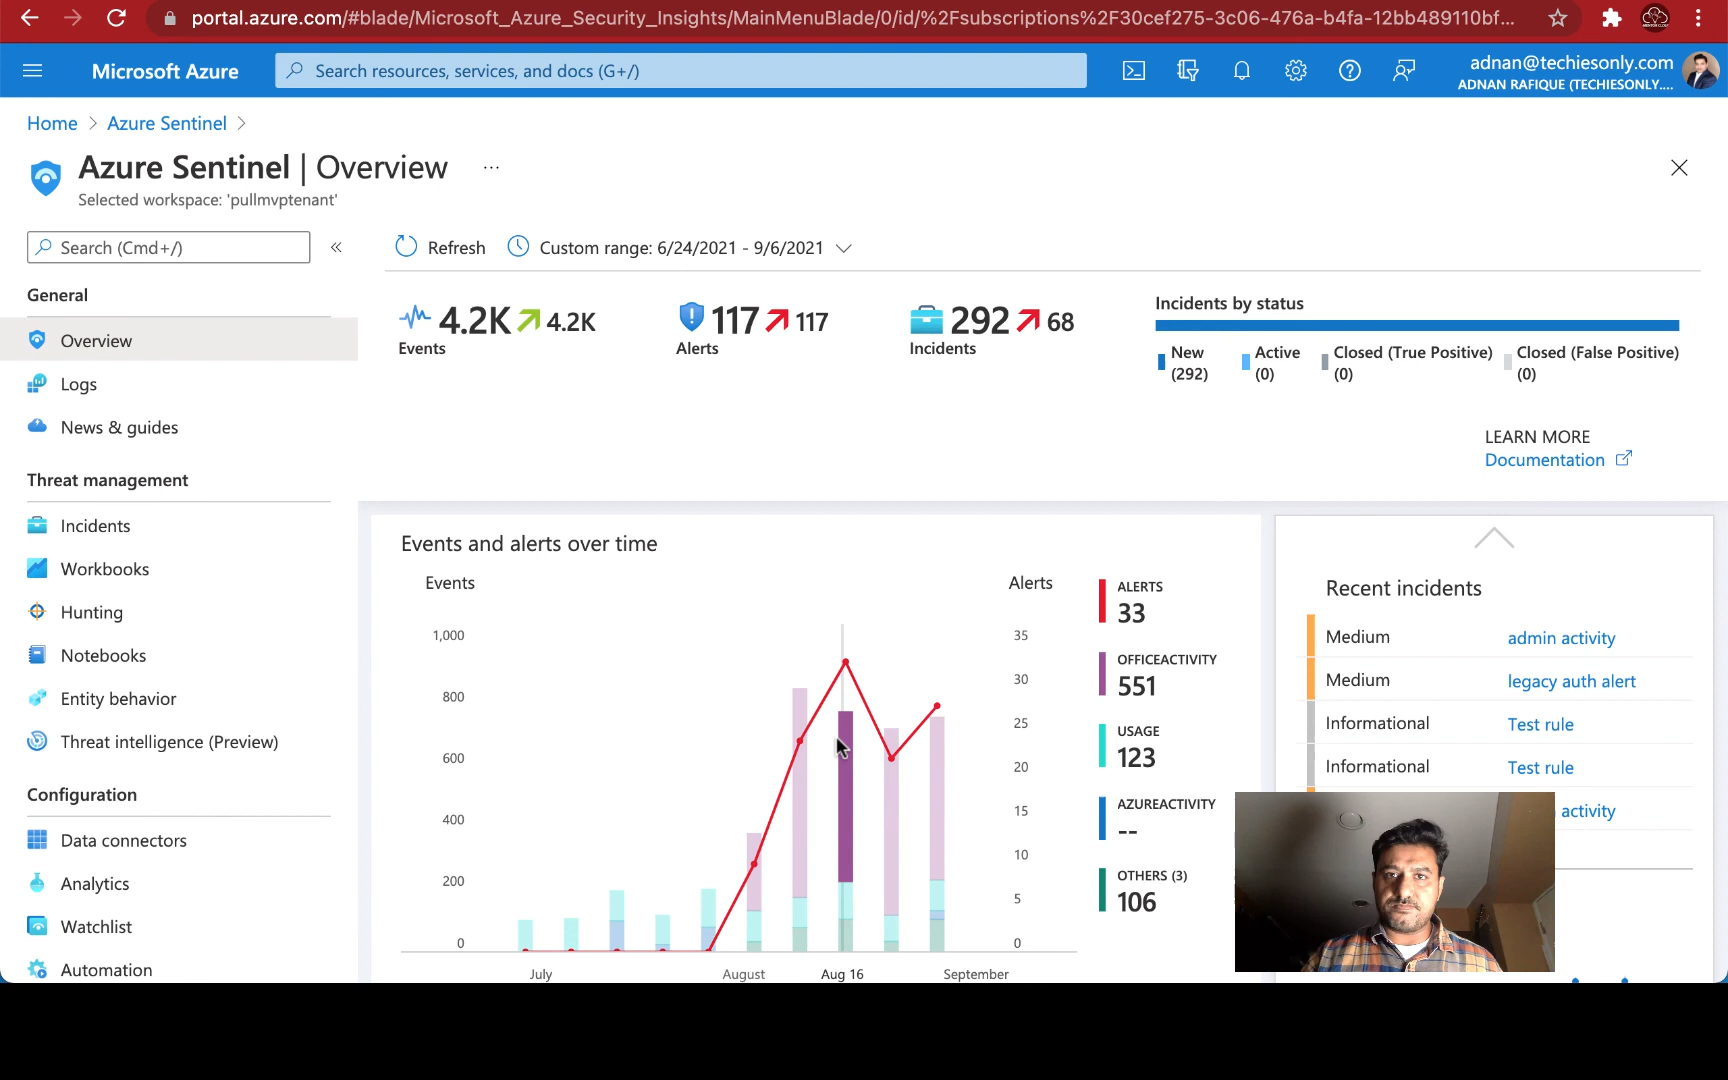 portal.azure.com/#blade/Microsoft_Azure_Security_Insights/MainMenuBlade/0/id/%2Fsubscriptions%2F30cef275-3c06-476a-b4fa-12bb489110bf...
Microsoft Azure
Search resources, services, and docs (G+/)
adnan@techiesonly.com
ADNAN RAFIQUE (TECHIESONLY....
Home > Azure Sentinel >
Azure Sentinel | Overview ...
Selected workspace: 'pullmvptenant'
Search (Cmd+/)
«
Refresh
Custom range: 6/24/2021 - 9/6/2021
General
Overview
Logs
News & guides
Threat management
Incidents
Workbooks
Hunting
Notebooks
Entity behavior
Threat intelligence (Preview)
Configuration
Data connectors
Analytics
Watchlist
Automation
4.2K 4.2K
Events
117 117
Alerts
292 68
Incidents
Incidents by status
New
(292)
Active
(0)
Closed (True Positive)
(0)
Closed (False Positive)
(0)
LEARN MORE
Documentation
Events and alerts over time
Events
Alerts
1,000
800
600
400
200
0
35
30
25
20
15
10
5
0
July
August
Aug 16
September
ALERTS
33
OFFICEACTIVITY
551
USAGE
123
AZUREACTIVITY
--
OTHERS (3)
106
Recent incidents
Medium admin activity
Medium legacy auth alert
Informational Test rule
Informational Test rule
activity